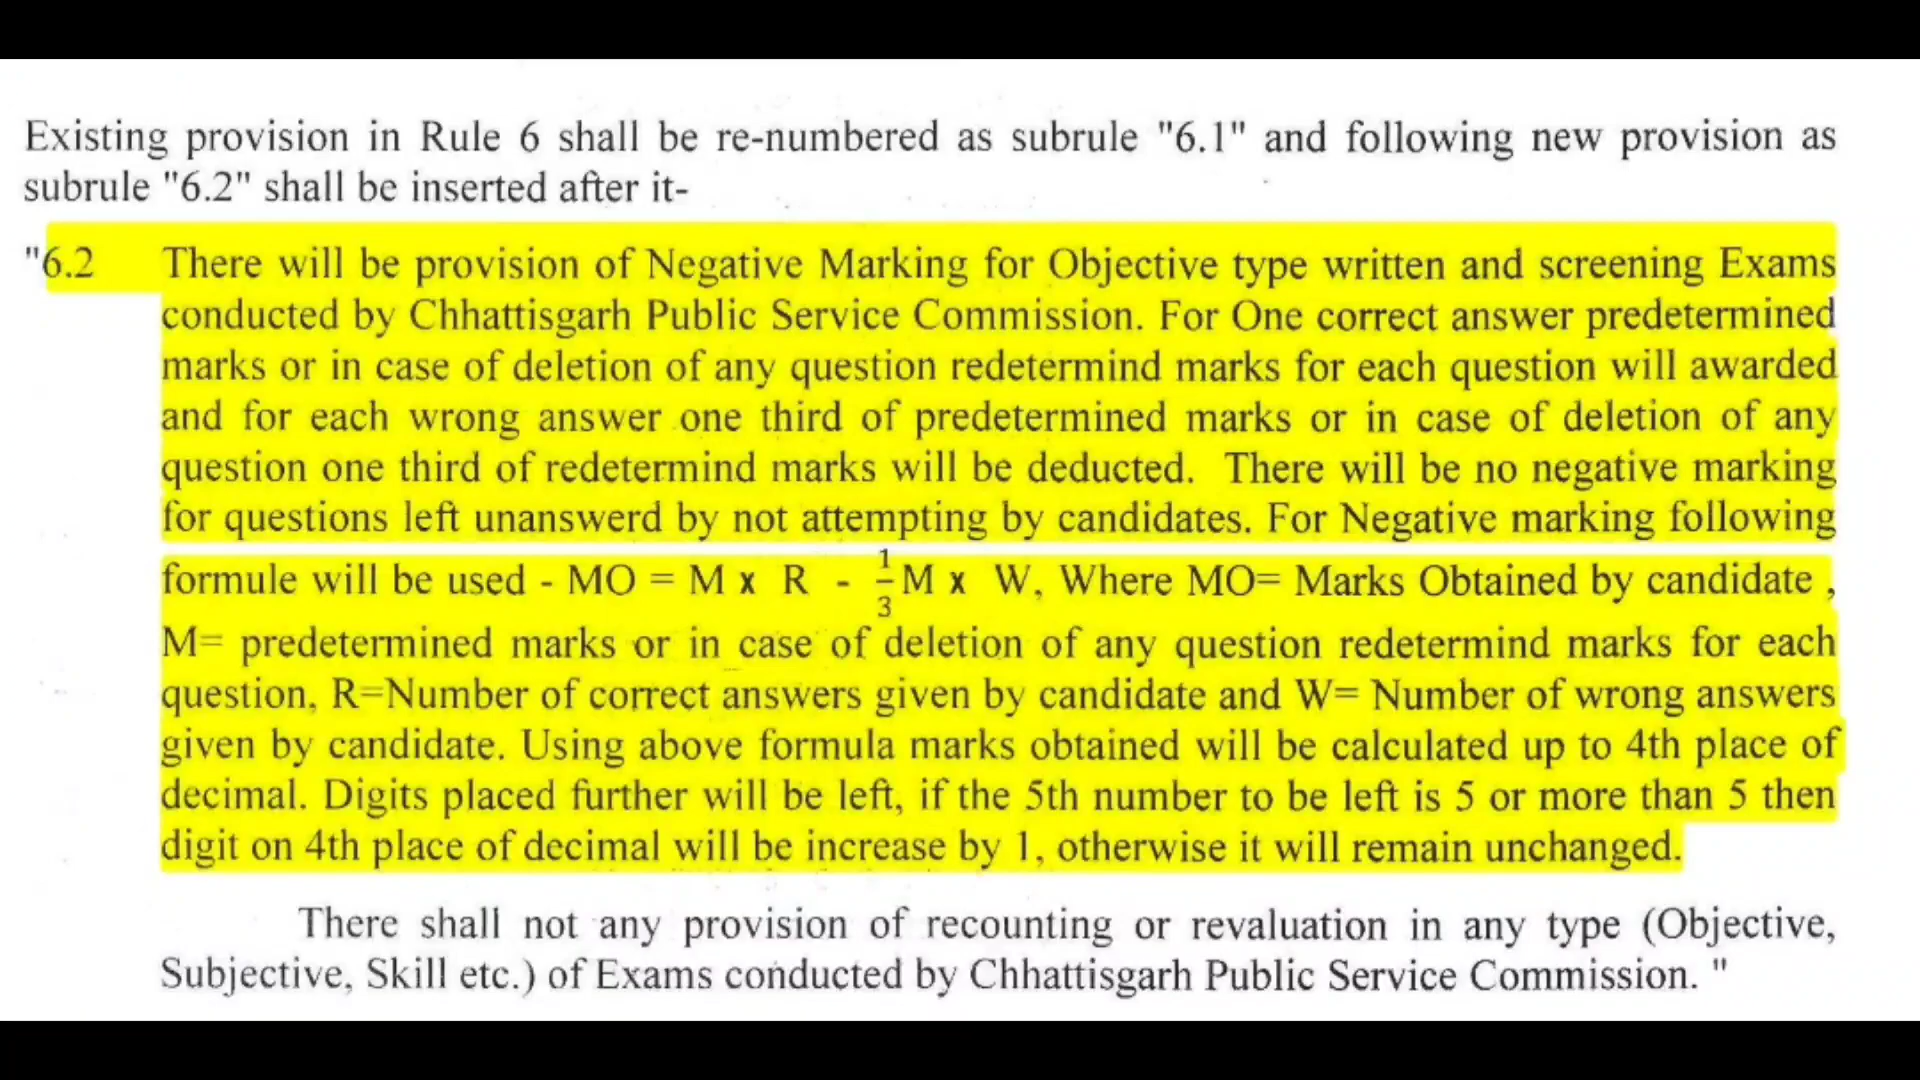 Existing provision in Rule 6 shall be re-numbered as subrule "6.1" and following new provision as
subrule "6.2" shall be inserted after it-
"6.2 There will be provision of Negative Marking for Objective type written and screening Exams
conducted by Chhattisgarh Public Service Commission. For One correct answer predetermined
marks or in case of deletion of any question redetermind marks for each question will awarded
and for each wrong answer one third of predetermined marks or in case of deletion of any
question one third of redetermind marks will be deducted. There will be no negative marking
for questions left unanswerd by not attempting by candidates. For Negative marking following
formule will be used - MO = M x R - 1/3 M x W, Where MO= Marks Obtained by candidate ,
M= predetermined marks or in case of deletion of any question redetermind marks for each
question, R=Number of correct answers given by candidate and W= Number of wrong answers
given by candidate. Using above formula marks obtained will be calculated up to 4th place of
decimal. Digits placed further will be left, if the 5th number to be left is 5 or more than 5 then
digit on 4th place of decimal will be increase by 1, otherwise it will remain unchanged.
There shall not any provision of recounting or revaluation in any type (Objective,
Subjective, Skill etc.) of Exams conducted by Chhattisgarh Public Service Commission. "